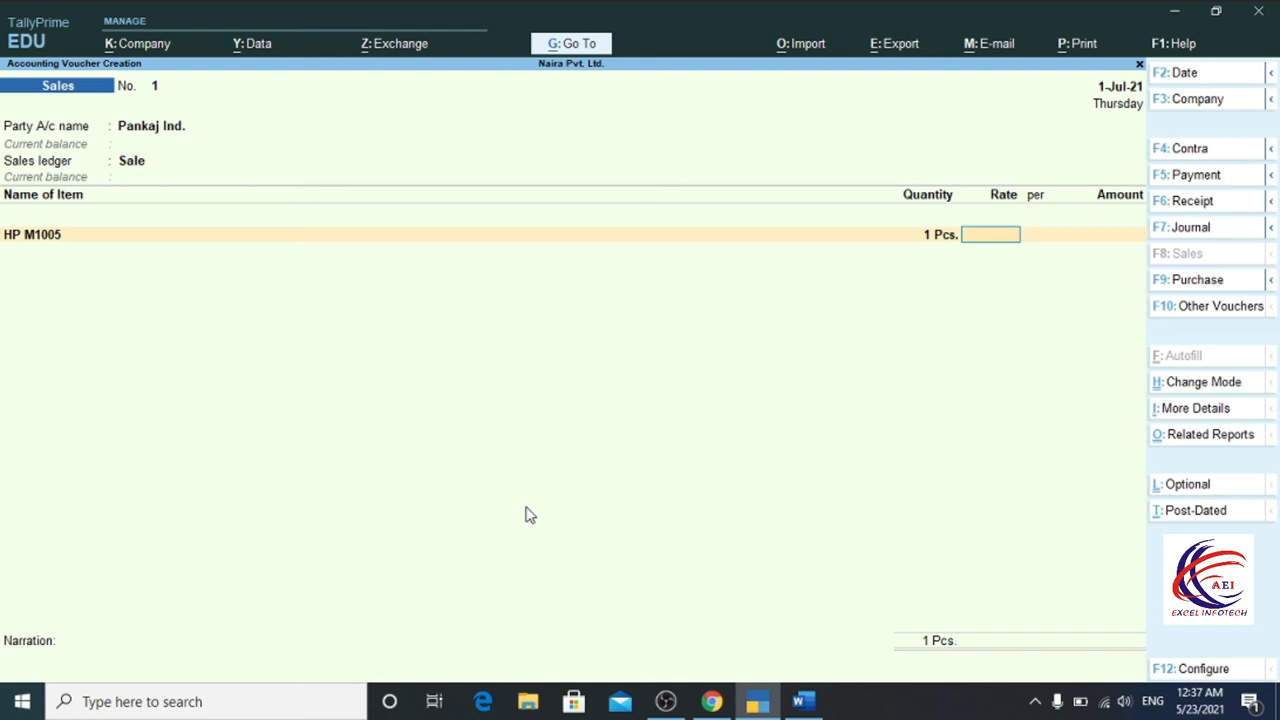 TallyPrime
EDU
MANAGE
K: Company
Y: Data
Z: Exchange
G: Go To
O: Import
E: Export
M: E-mail
P: Print
F1: Help
Accounting Voucher Creation
Naira Pvt. Ltd.
Sales No. 1
1-Jul-21
Thursday
Party A/c name : Pankaj Ind.
Current balance :
Sales ledger : Sale
Current balance :
Name of Item Quantity Rate per Amount
HP M1005 1 Pcs.
Narration: 1 Pcs.
F2: Date
F3: Company
F4: Contra
F5: Payment
F6: Receipt
F7: Journal
F8: Sales
F9: Purchase
F10: Other Vouchers
F: Autofill
H: Change Mode
I: More Details
O: Related Reports
L: Optional
T: Post-Dated
AEI
EXCEL INFOTECH
F12: Configure
Type here to search
ENG
12:37 AM
5/23/2021
1